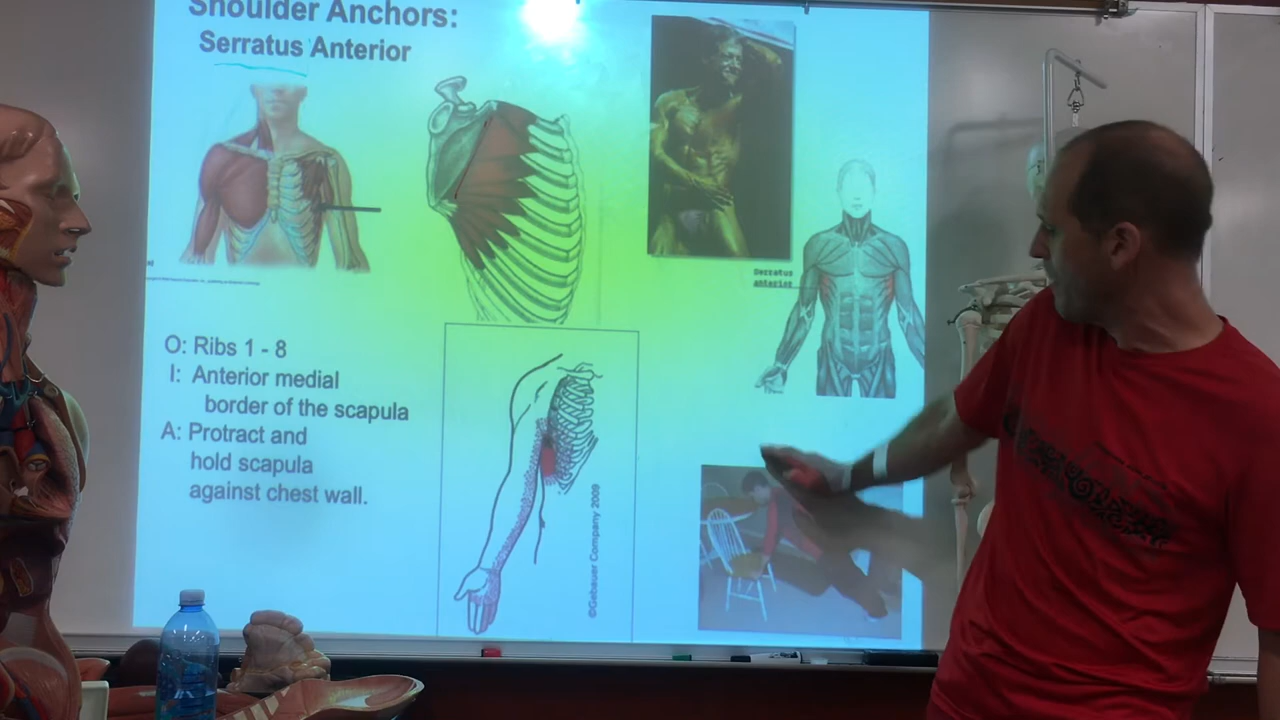 Shoulder Anchors:
Serratus Anterior
Serratus
anterior
O: Ribs 1 - 8
I: Anterior medial
border of the scapula
A: Protract and
hold scapula
against chest wall.
©Gebauer Company 2009